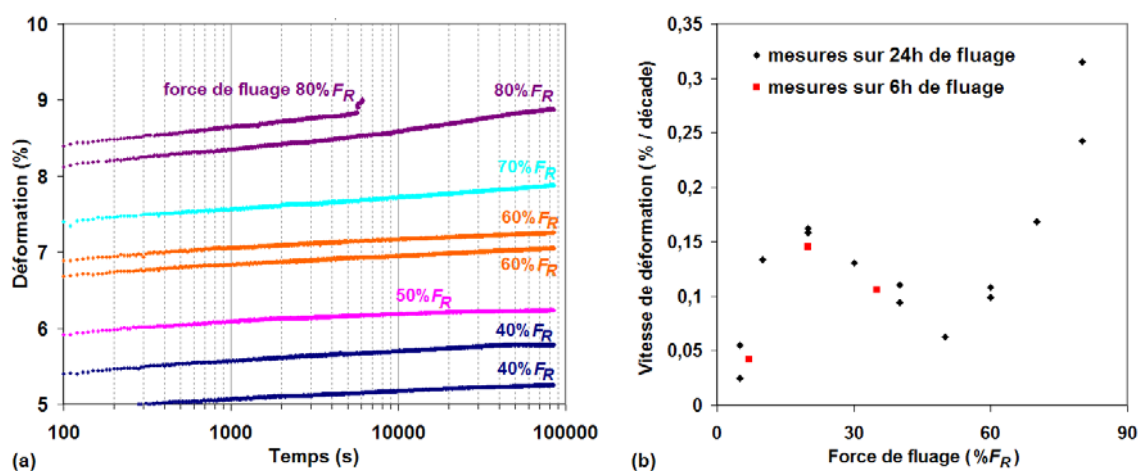 10
9
8
7
6
5
Déformation (%)
force de fluage 80%FR
80%FR
70%FR
60%FR
60%FR
50%FR
40%FR
40%FR
100
1000
10000
100000
Temps (s)
(a)
0,35
0,3
0,25
0,2
0,15
0,1
0,05
0
Vitesse de déformation ( % / décade)
mesures sur 24h de fluage
mesures sur 6h de fluage
0
30
60
90
Force de fluage (%FR)
(b)